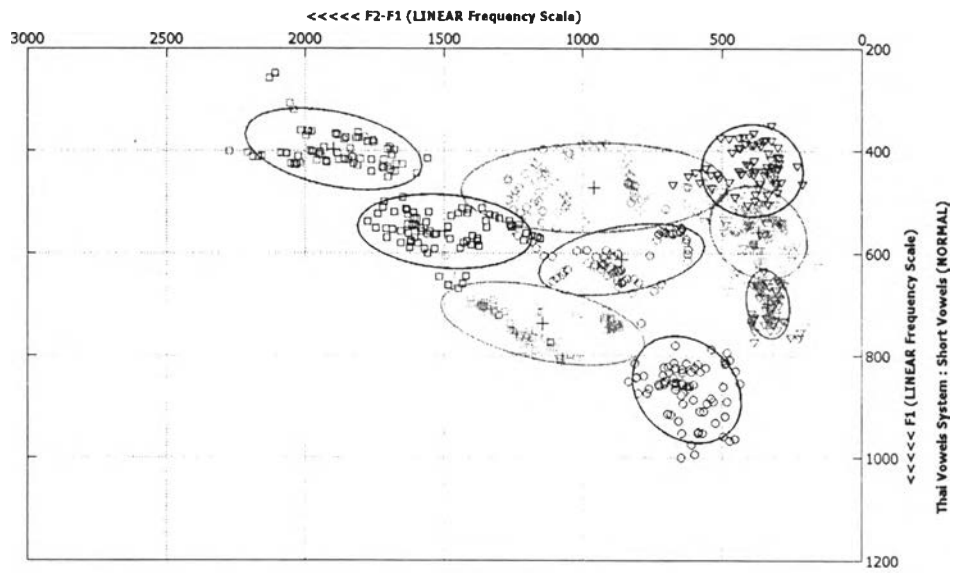 <<<<< F2-F1 (LINEAR Frequency Scale)
3000 2500 2000 1500 1000 500 0
200
400
600
800
1000
1200
<<<<< F1 (LINEAR Frequency Scale)
Thai Vowels System : Short Vowels (NORMAL)